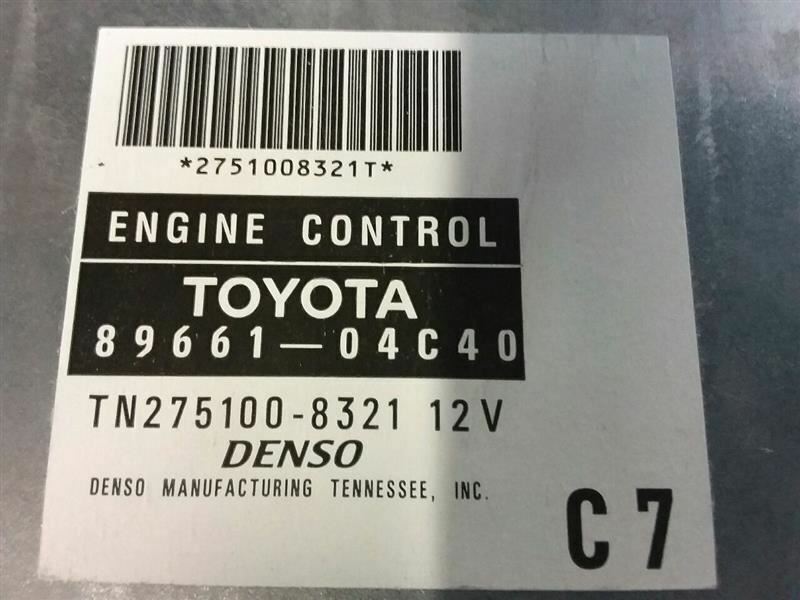 *2751008321T*
ENGINE CONTROL
TOYOTA
89661-04C40
TN275100-8321 12V
DENSO
DENSO MANUFACTURING TENNESSEE, INC.
C7